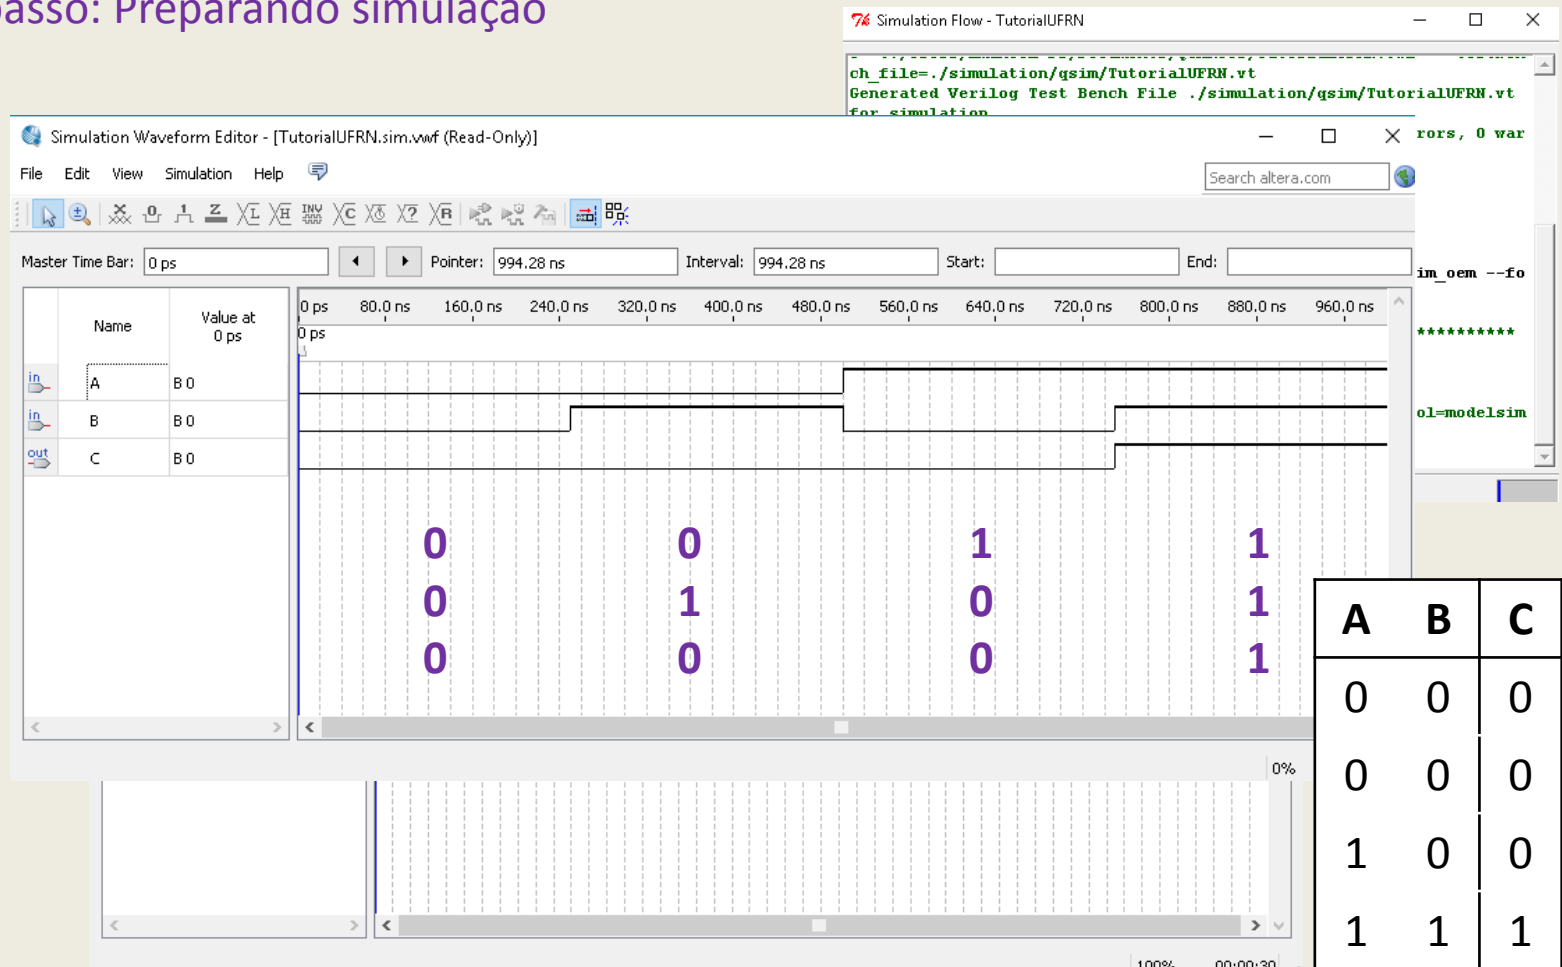 passo: Preparando simulação
Simulation Flow - TutorialUFRN
ch_file=./simulation/qsim/TutorialUFRN.vt
Generated Verilog Test Bench File ./simulation/qsim/TutorialUFRN.vt
for simulation
rors, 0 war
im_oem --fo
**********
ol=modelsim
Simulation Waveform Editor - [TutorialUFRN.sim.vwf (Read-Only)]
File Edit View Simulation Help
Search altera.com
Master Time Bar: 0 ps Pointer: 994.28 ns Interval: 994.28 ns Start: End:
Name Value at 0 ps
0 ps 80.0 ns 160.0 ns 240.0 ns 320.0 ns 400.0 ns 480.0 ns 560.0 ns 640.0 ns 720.0 ns 800.0 ns 880.0 ns 960.0 ns
0 ps
in A B 0
in B B 0
out C B 0
0 0 1 1
0 1 0 1
0 0 0 1
0%
A B C
0 0 0
0 0 0
1 0 0
1 1 1
100% 00:00:30